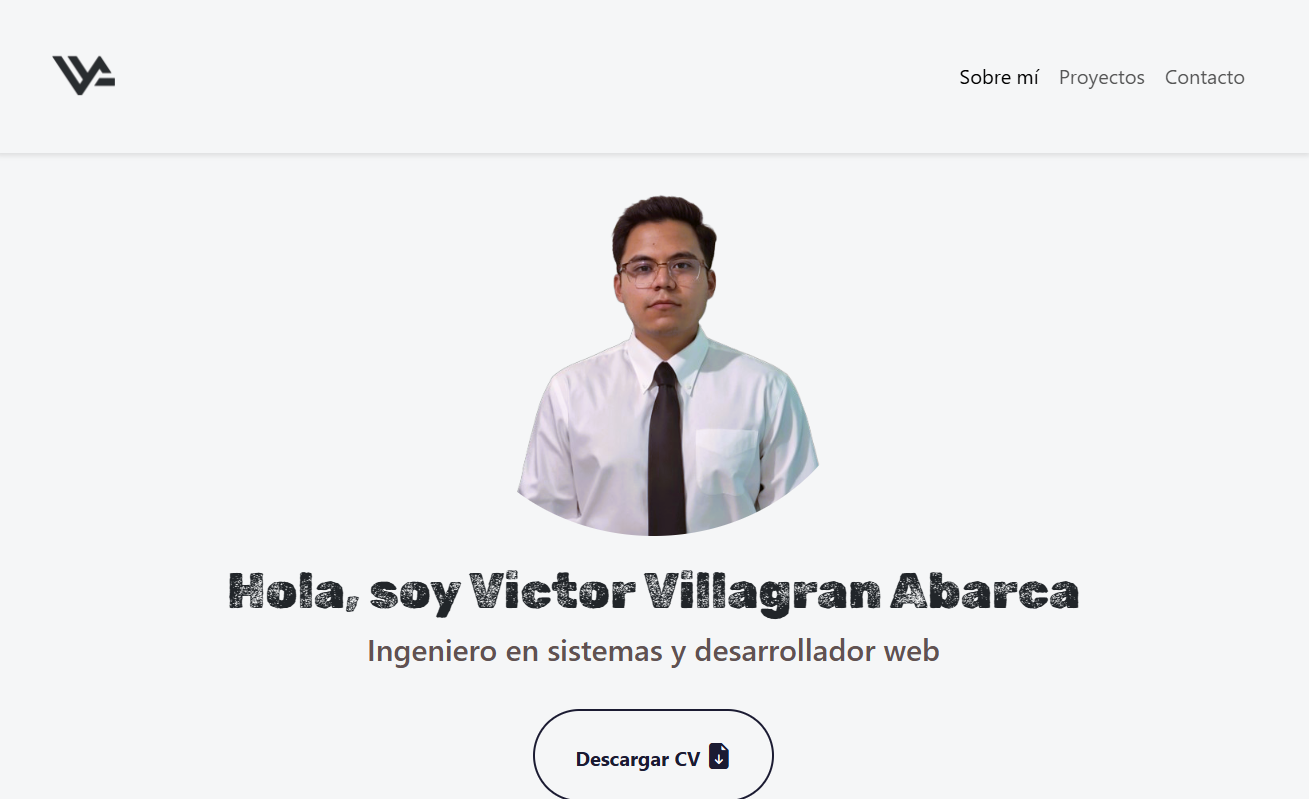 Sobre mí Proyectos Contacto
Hola, soy Victor Villagran Abarca
Ingeniero en sistemas y desarrollador web
Descargar CV